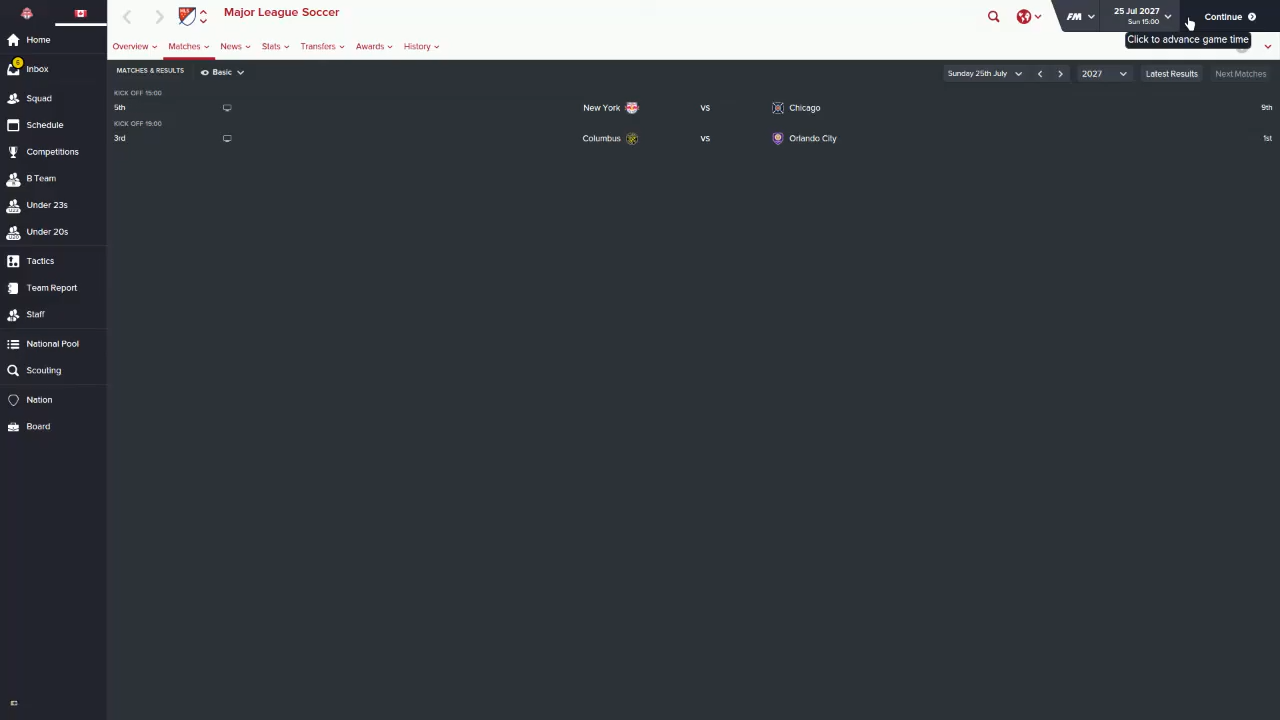 Major League Soccer
FM
25 Jul 2027
Sun 15:00
Continue
Click to advance game time
Overview
Matches
News
Stats
Transfers
Awards
History
MATCHES & RESULTS
Basic
Sunday 25th July
2027
Latest Results
Next Matches
KICK OFF 15:00
5th New York VS Chicago 9th
KICK OFF 19:00
3rd Columbus VS Orlando City 1st
Home
6
Inbox
Squad
Schedule
Competitions
B Team
Under 23s
Under 20s
Tactics
Team Report
Staff
National Pool
Scouting
Nation
Board